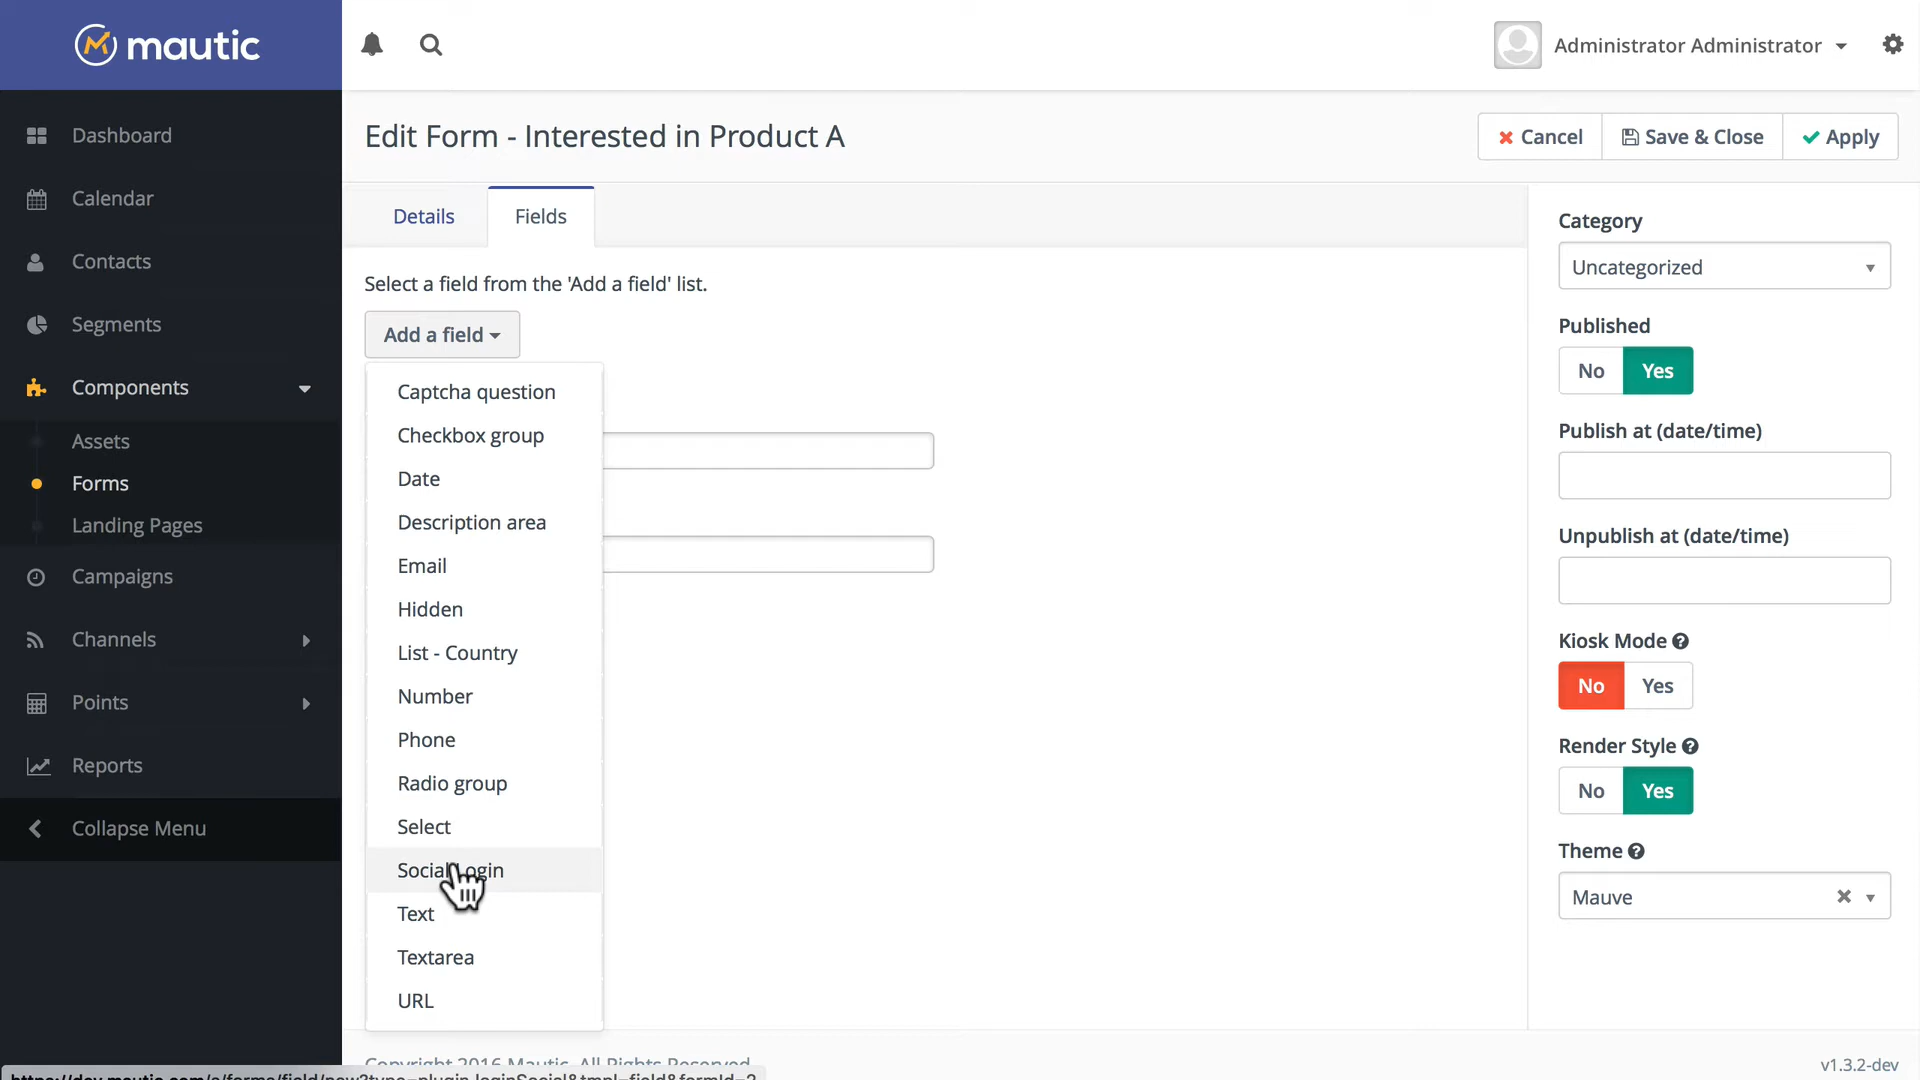 mautic
Administrator Administrator
Dashboard
Calendar
Contacts
Segments
Components
Assets
Forms
Landing Pages
Campaigns
Channels
Points
Reports
Collapse Menu
Edit Form - Interested in Product A
Cancel
Save & Close
Apply
Details
Fields
Select a field from the 'Add a field' list.
Add a field
Captcha question
Checkbox group
Date
Description area
Email
Hidden
List - Country
Number
Phone
Radio group
Select
Social Login
Text
Textarea
URL
Category
Uncategorized
Published
No Yes
Publish at (date/time)
Unpublish at (date/time)
Kiosk Mode
No Yes
Render Style
No Yes
Theme
Mauve
Copyright 2016 Mautic. All Rights Reserved.
v1.3.2-dev